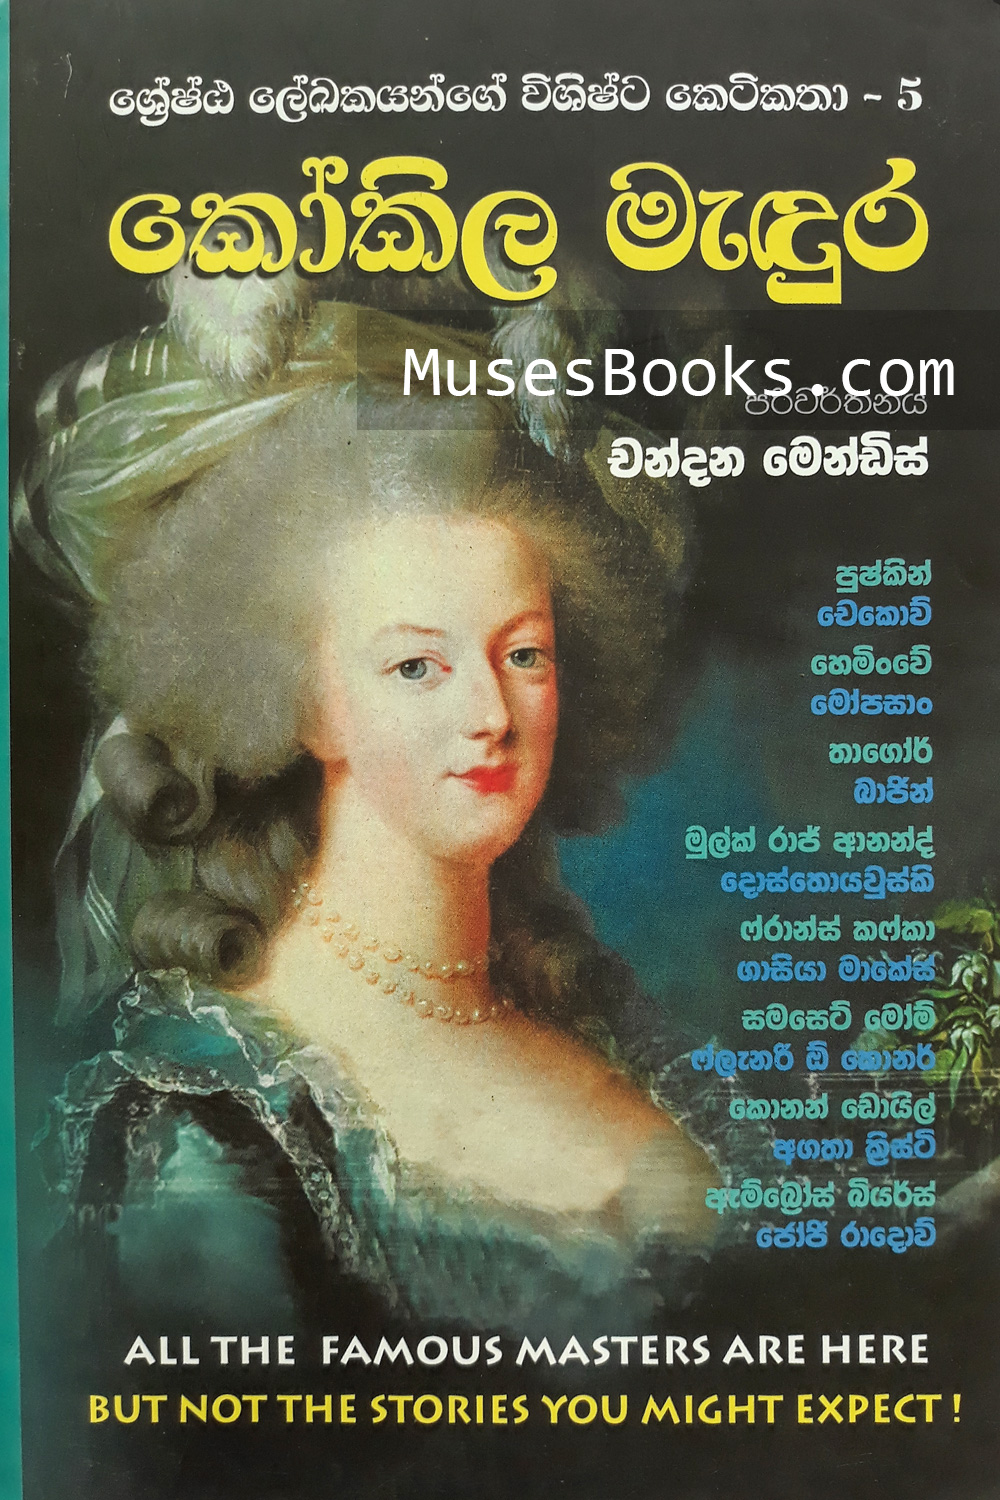 ශ්‍රේෂ්ඨ ලේඛකයන්ගේ විශිෂ්ට කෙටිකතා - 5
කෝකිල මැඳුර
MusesBooks.com
පරිවර්තනය
චන්දන මෙන්ඩිස්
පුෂ්කින්
චෙකොව්
හෙමිංවේ
මෝපසාං
තාගෝර්
බාජින්
මුල්ක් රාජ් ආනන්ද්
දොස්තොයවුස්කි
ෆ්රාන්ස් කෆ්කා
ගාසියා මාකේස්
සමසෙට් මෝම්
ෆ්ලැනරි ඕ කොනර්
කොනන් ඩොයිල්
අගතා ක්‍රිස්ටි
ඇම්බ්‍රෝස් බියර්ස්
ජෝජි රාදොව්
ALL THE FAMOUS MASTERS ARE HERE
BUT NOT THE STORIES YOU MIGHT EXPECT !